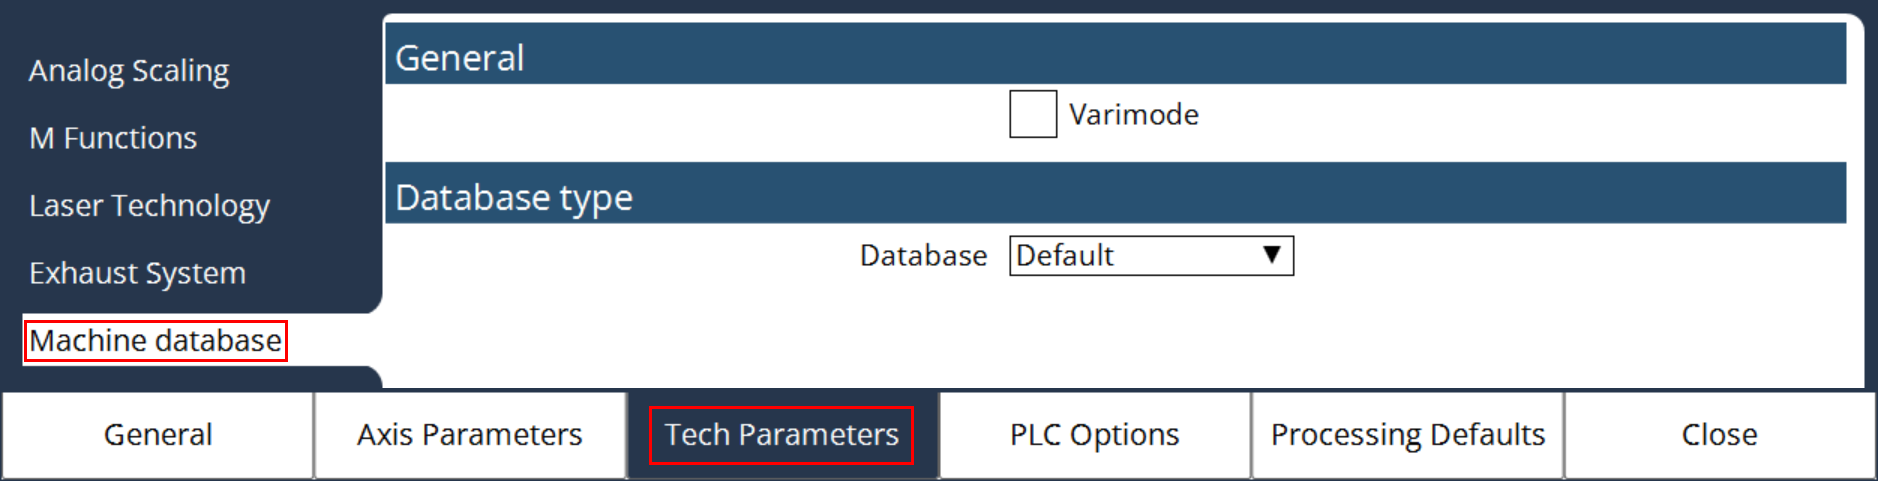 Analog Scaling
M Functions
Laser Technology
Exhaust System
Machine database
General
Varimode
Database type
Database Default
General Axis Parameters Tech Parameters PLC Options Processing Defaults Close